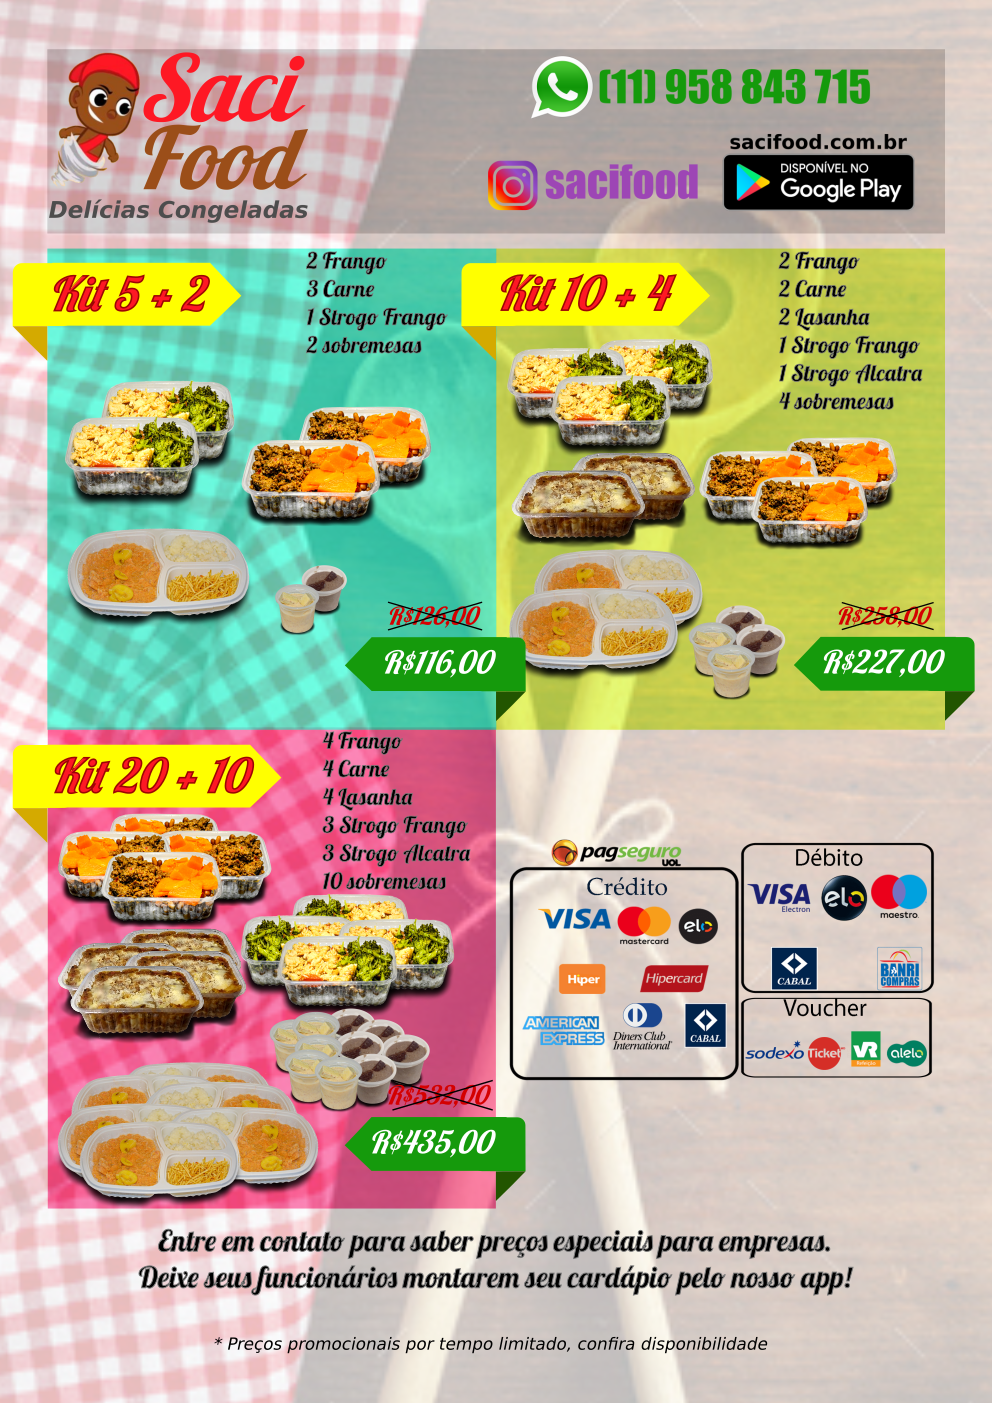 Saci
Food
Delícias Congeladas
(11) 958 843 715
sacifood.com.br
sacifood
DISPONÍVEL NO
Google Play
Kit 5 + 2
2 Frango
3 Carne
1 Strogo Frango
2 sobremesas
R$126,00
R$116,00
Kit 10 + 4
2 Frango
2 Carne
2 Lasanha
1 Strogo Frango
1 Strogo Alcatra
4 sobremesas
R$258,00
R$227,00
Kit 20 + 10
4 Frango
4 Carne
4 Lasanha
3 Strogo Frango
3 Strogo Alcatra
10 sobremesas
R$532,00
R$435,00
pagseguro
UOL
Crédito
VISA
mastercard
elo
Hiper
Hipercard
AMERICAN
EXPRESS
Diners Club
International
CABAL
Débito
VISA
Electron
elo
maestro
CABAL
BANRI
COMPRAS
Voucher
sodexo
Ticket
VR
Refeição
alelo
Entre em contato para saber preços especiais para empresas.
Deixe seus funcionários montarem seu cardápio pelo nosso app!
* Preços promocionais por tempo limitado, confira disponibilidade